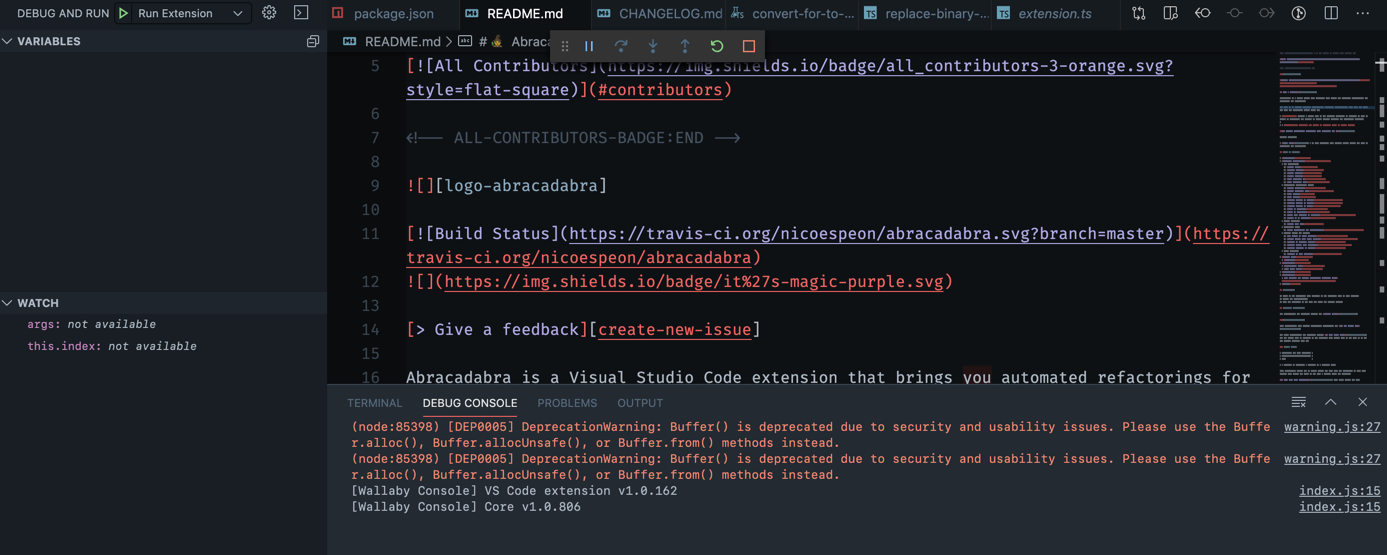 DEBUG AND RUN Run Extension
package.json README.md CHANGELOG.md convert-for-to-... replace-binary-... extension.ts
VARIABLES
README.md > # Abraca
5 [![All Contributors](https://img.shields.io/badge/all_contributors-3-orange.svg?
style=flat-square)](#contributors)
6
7 <!-- ALL-CONTRIBUTORS-BADGE:END -->
8
9 ![][logo-abracadabra]
10
11 [![Build Status](https://travis-ci.org/nicoespeon/abracadabra.svg?branch=master)](https://
travis-ci.org/nicoespeon/abracadabra)
12 ![](https://img.shields.io/badge/it%27s-magic-purple.svg)
13
14 [> Give a feedback][create-new-issue]
15
16 Abracadabra is a Visual Studio Code extension that brings you automated refactorings for
WATCH
args: not available
this.index: not available
TERMINAL DEBUG CONSOLE PROBLEMS OUTPUT
(node:85398) [DEP0005] DeprecationWarning: Buffer() is deprecated due to security and usability issues. Please use the Buffe warning.js:27
r.alloc(), Buffer.allocUnsafe(), or Buffer.from() methods instead.
(node:85398) [DEP0005] DeprecationWarning: Buffer() is deprecated due to security and usability issues. Please use the Buffe warning.js:27
r.alloc(), Buffer.allocUnsafe(), or Buffer.from() methods instead.
[Wallaby Console] VS Code extension v1.0.162 index.js:15
[Wallaby Console] Core v1.0.806 index.js:15